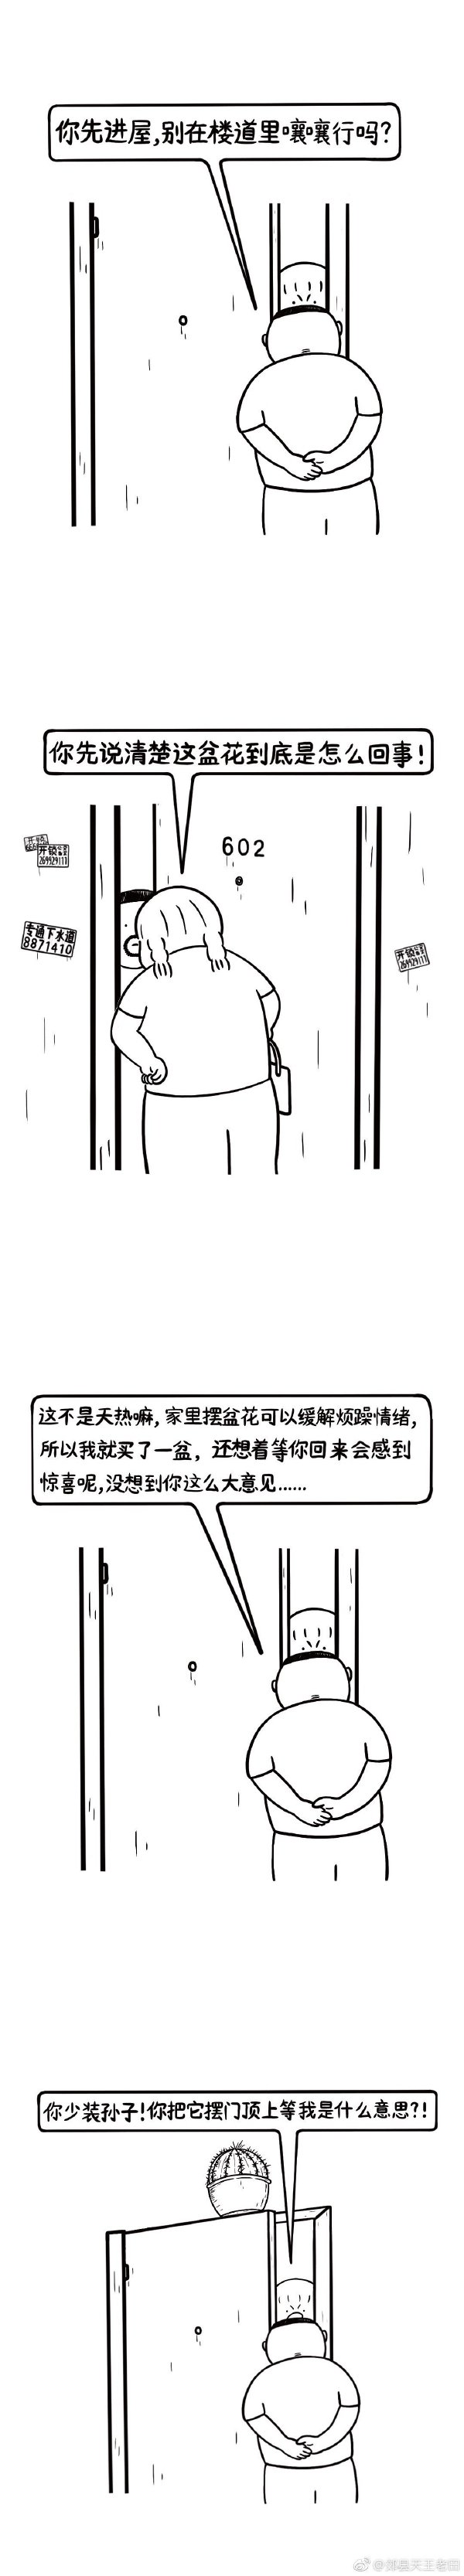 你先进屋,别在楼道里嚷嚷行吗?
你先说清楚这盆花到底是怎么回事!
602
开锁
269929111
专通下水道
8871410
开锁
269929111
这不是天热嘛,家里摆盆花可以缓解烦躁情绪,
所以我就买了一盆,还想着等你回来会感到
惊喜呢,没想到你这么大意见……
你少装孙子!你把它摆门顶上等我是什么意思?!